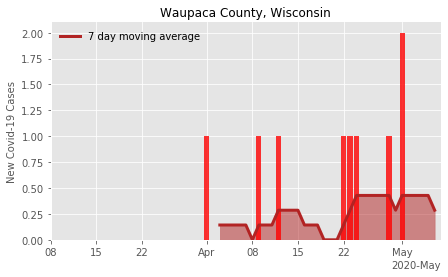 Waupaca County, Wisconsin
7 day moving average
New Covid-19 Cases
2.00
1.75
1.50
1.25
1.00
0.75
0.50
0.25
0.00
08 15 22 Apr 08 15 22 May
2020-May